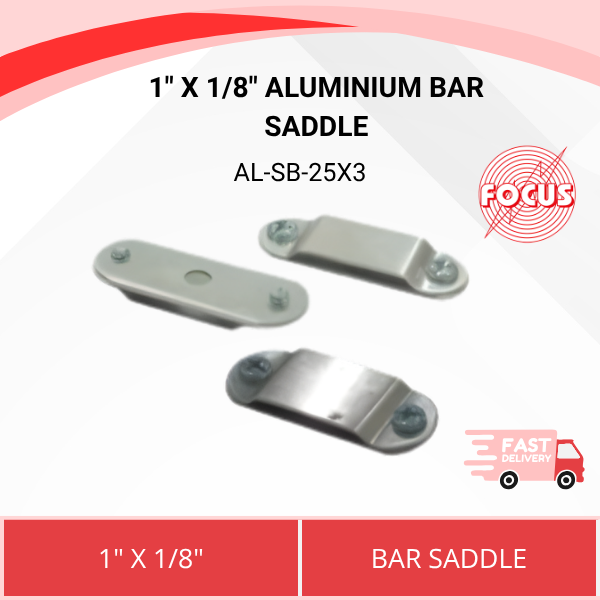 1" X 1/8" ALUMINIUM BAR
SADDLE
AL-SB-25X3
FOCUS
FAST
DELIVERY
1" X 1/8"
BAR SADDLE